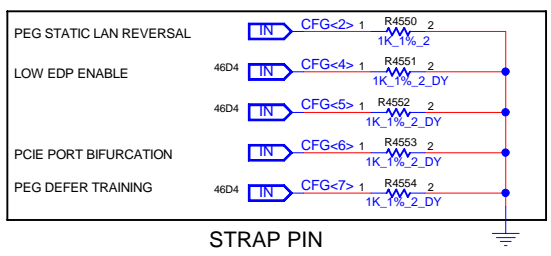 PEG STATIC LAN REVERSAL IN CFG<2> 1 R4550 2
1K_1%_2
LOW EDP ENABLE 46D4 IN CFG<4> 1 R4551 2
1K_1%_2_DY
46D4 IN CFG<5> 1 R4552 2
1K_1%_2_DY
PCIE PORT BIFURCATION IN CFG<6> 1 R4553 2
1K_1%_2_DY
PEG DEFER TRAINING 46D4 IN CFG<7> 1 R4554 2
1K_1%_2_DY
STRAP PIN